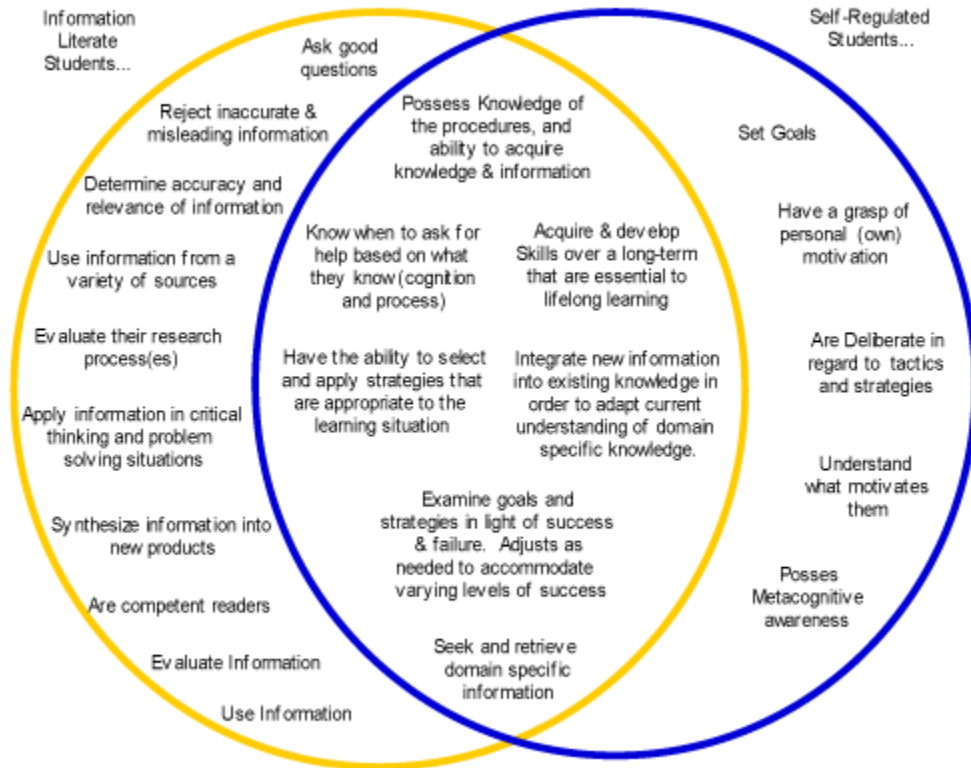 Information
Literate
Students...
Self-Regulated
Students...
Ask good
questions
Reject inaccurate &
misleading information
Determine accuracy and
relevance of information
Use information from a
variety of sources
Evaluate their research
process(es)
Apply information in critical
thinking and problem
solving situations
Synthesize information into
new products
Are competent readers
Evaluate Information
Use Information
Possess Knowledge of
the procedures, and
ability to acquire
knowledge & information
Know when to ask for
help based on what
they know (cognition
and process)
Acquire & develop
Skills over a long-term
that are essential to
lifelong learning
Have the ability to select
and apply strategies that
are appropriate to the
learning situation
Integrate new information
into existing knowledge in
order to adapt current
understanding of domain
specific knowledge.
Examine goals and
strategies in light of success
& failure. Adjusts as
needed to accommodate
varying levels of success
Seek and retrieve
domain specific
information
Set Goals
Have a grasp of
personal (own)
motivation
Are Deliberate in
regard to tactics
and strategies
Understand
what motivates
them
Posses
Metacognitive
awareness